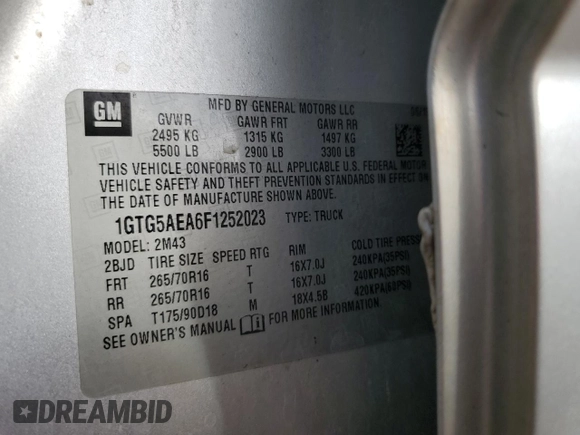 GM
MFD BY GENERAL MOTORS LLC
GVWR GAWR FRT GAWR RR
2495 KG 1315 KG 1497 KG
5500 LB 2900 LB 3300 LB
THIS VEHICLE CONFORMS TO ALL APPLICABLE U.S. FEDERAL MOTOR
VEHICLE SAFETY AND THEFT PREVENTION STANDARDS IN EFFECT ON
THE DATE OF MANUFACTURE SHOWN ABOVE.
1GTG5AEA6F1252023 TYPE: TRUCK
MODEL: 2M43
2BJD TIRE SIZE SPEED RTG RIM COLD TIRE PRES
FRT 265/70R16 T 16X7.0J 240KPA(35PSI)
RR 265/70R16 T 16X7.0J 240KPA(35PSI)
SPA T175/90D18 M 18X4.5B 420KPA(60PSI)
SEE OWNER'S MANUAL FOR MORE INFORMATION
DREAMBID